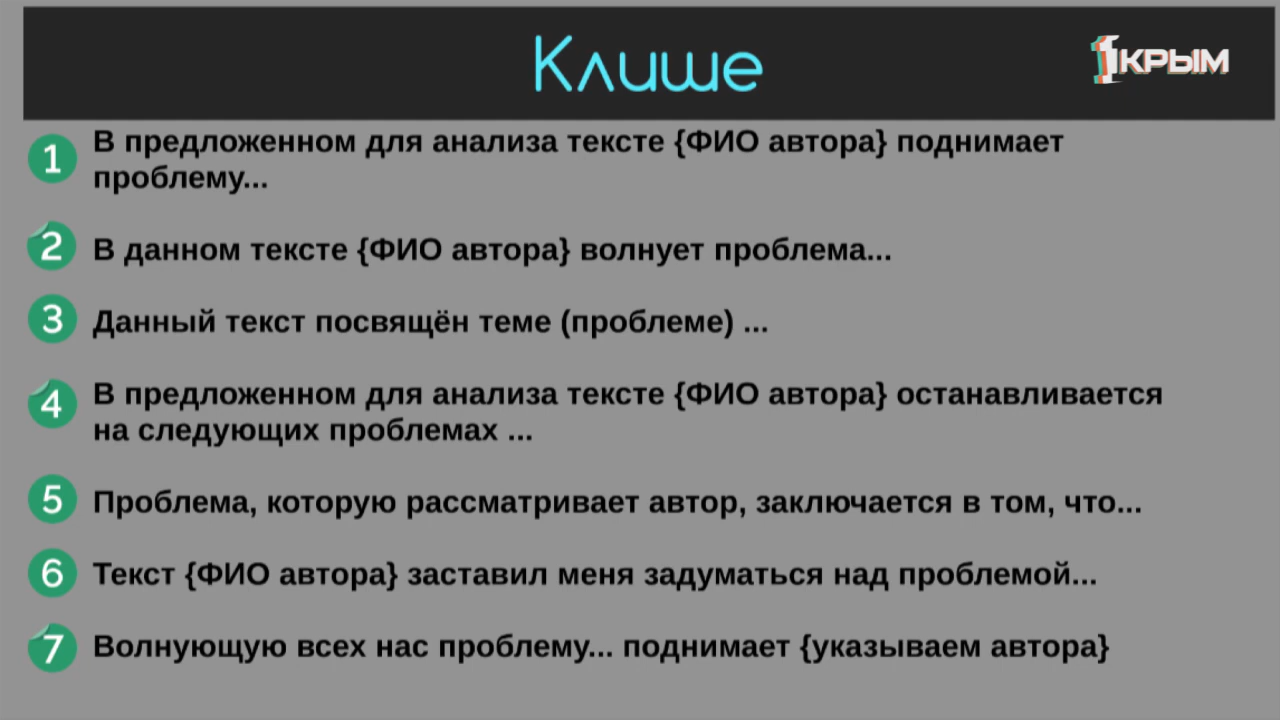 Клише
1КРЫМ
1 В предложенном для анализа тексте {ФИО автора} поднимает
проблему...
2 В данном тексте {ФИО автора} волнует проблема...
3 Данный текст посвящён теме (проблеме) ...
4 В предложенном для анализа тексте {ФИО автора} останавливается
на следующих проблемах ...
5 Проблема, которую рассматривает автор, заключается в том, что...
6 Текст {ФИО автора} заставил меня задуматься над проблемой...
7 Волнующую всех нас проблему... поднимает {указываем автора}